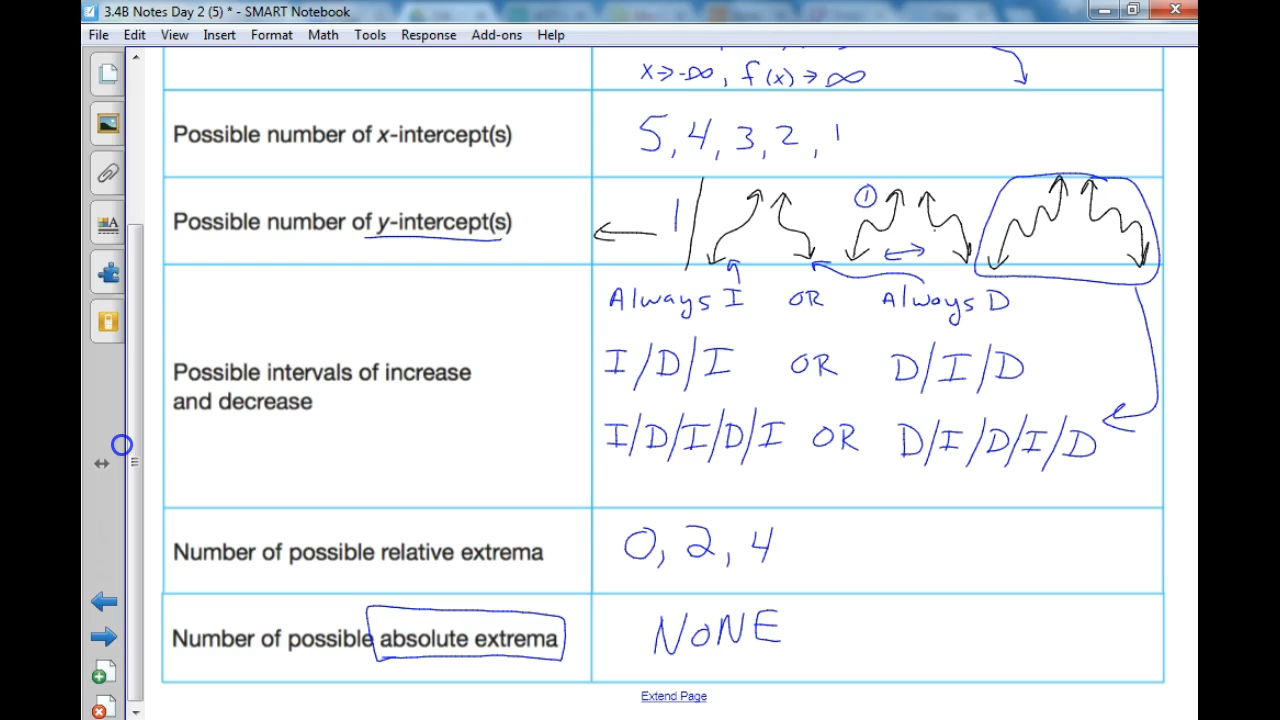 3.4B Notes Day 2 (5) * - SMART Notebook
File Edit View Insert Format Math Tools Response Add-ons Help
x→-∞, f(x)→∞
Possible number of x-intercept(s)
5, 4, 3, 2, 1
Possible number of y-intercept(s)
1
①
Always I OR Always D
Possible intervals of increase
and decrease
I/D/I OR D/I/D
I/D/I/D/I OR D/I/D/I/D
Number of possible relative extrema
0, 2, 4
Number of possible absolute extrema
NONE
Extend Page